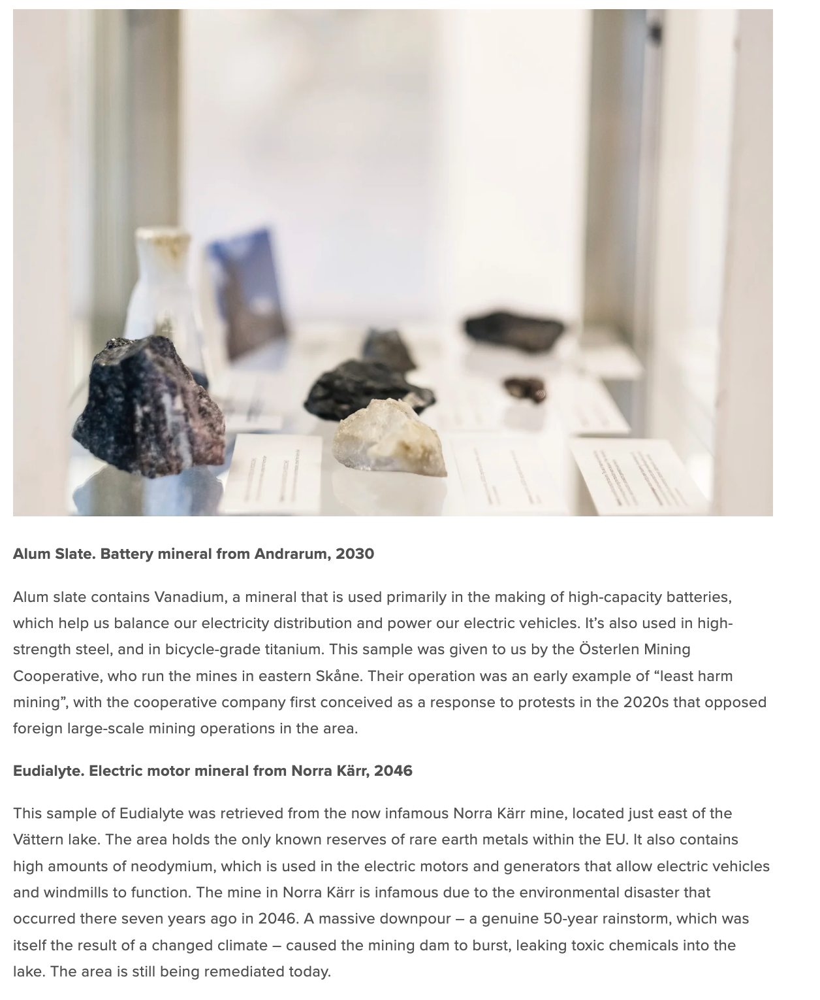 Alum Slate. Battery mineral from Andrarum, 2030
Alum slate contains Vanadium, a mineral that is used primarily in the making of high-capacity batteries,
which help us balance our electricity distribution and power our electric vehicles. It’s also used in high-
strength steel, and in bicycle-grade titanium. This sample was given to us by the Österlen Mining
Cooperative, who run the mines in eastern Skåne. Their operation was an early example of “least harm
mining”, with the cooperative company first conceived as a response to protests in the 2020s that opposed
foreign large-scale mining operations in the area.
Eudialyte. Electric motor mineral from Norra Kärr, 2046
This sample of Eudialyte was retrieved from the now infamous Norra Kärr mine, located just east of the
Vättern lake. The area holds the only known reserves of rare earth metals within the EU. It also contains
high amounts of neodymium, which is used in the electric motors and generators that allow electric vehicles
and windmills to function. The mine in Norra Kärr is infamous due to the environmental disaster that
occurred there seven years ago in 2046. A massive downpour – a genuine 50-year rainstorm, which was
itself the result of a changed climate – caused the mining dam to burst, leaking toxic chemicals into the
lake. The area is still being remediated today.